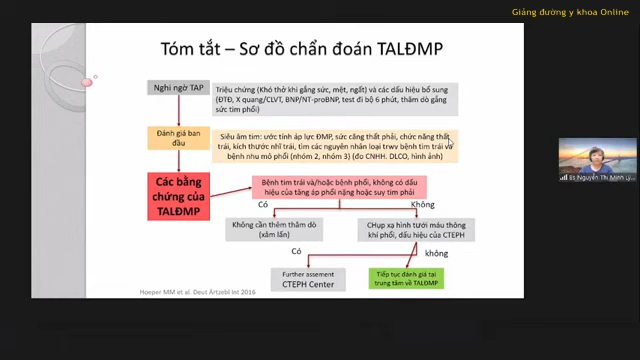 Giảng đường y khoa Online
Tóm tắt – Sơ đồ chẩn đoán TALĐMP
Nghi ngờ TAP
Triệu chứng (Khó thở khi gắng sức, mệt, ngất) và các dấu hiệu bổ sung
(ĐTĐ, X quang/CLVT, BNP/NT-proBNP, test đi bộ 6 phút, thăm dò gắng
sức tim phổi)
Đánh giá ban
đầu
Siêu âm tim: ước tính áp lực ĐMP, sức căng thất phải, chức năng thất
trái, kích thước nhĩ trái, tìm các nguyên nhân loại trwv bệnh tim trái và
bệnh nhu mô phổi (nhóm 2, nhóm 3) (đo CNHH. DLCO, hình ảnh)
Các bằng
chứng của
TALĐMP
Bệnh tim trái và/hoặc bệnh phổi, không có dấu
hiệu của tăng áp phổi nặng hoặc suy tim phải
Có
Không
Không cần thêm thăm dò
(xâm lấn)
CHụp xạ hình tưới máu thông
khí phổi, dấu hiệu của CTEPH
Có
không
Further assement
CTEPH Center
Tiếp tục đánh giá tại
trung tâm về TALĐMP
Hoeper MM et al. Deut Ärtzebl Int 2016
Bs Nguyễn Thị Minh Lý